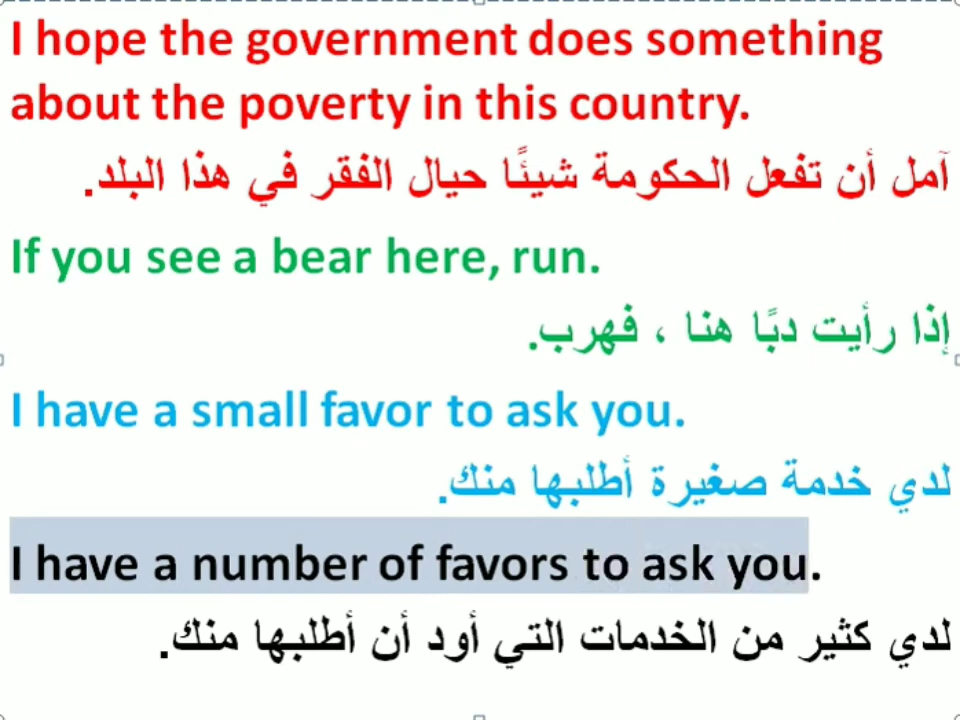 I hope the government does something
about the poverty in this country.
آمل أن تفعل الحكومة شيئًا حيال الفقر في هذا البلد.
If you see a bear here, run.
إذا رأيت دبًا هنا ، فهرب.
I have a small favor to ask you.
لدي خدمة صغيرة أطلبها منك.
I have a number of favors to ask you.
لدي كثير من الخدمات التي أود أن أطلبها منك.